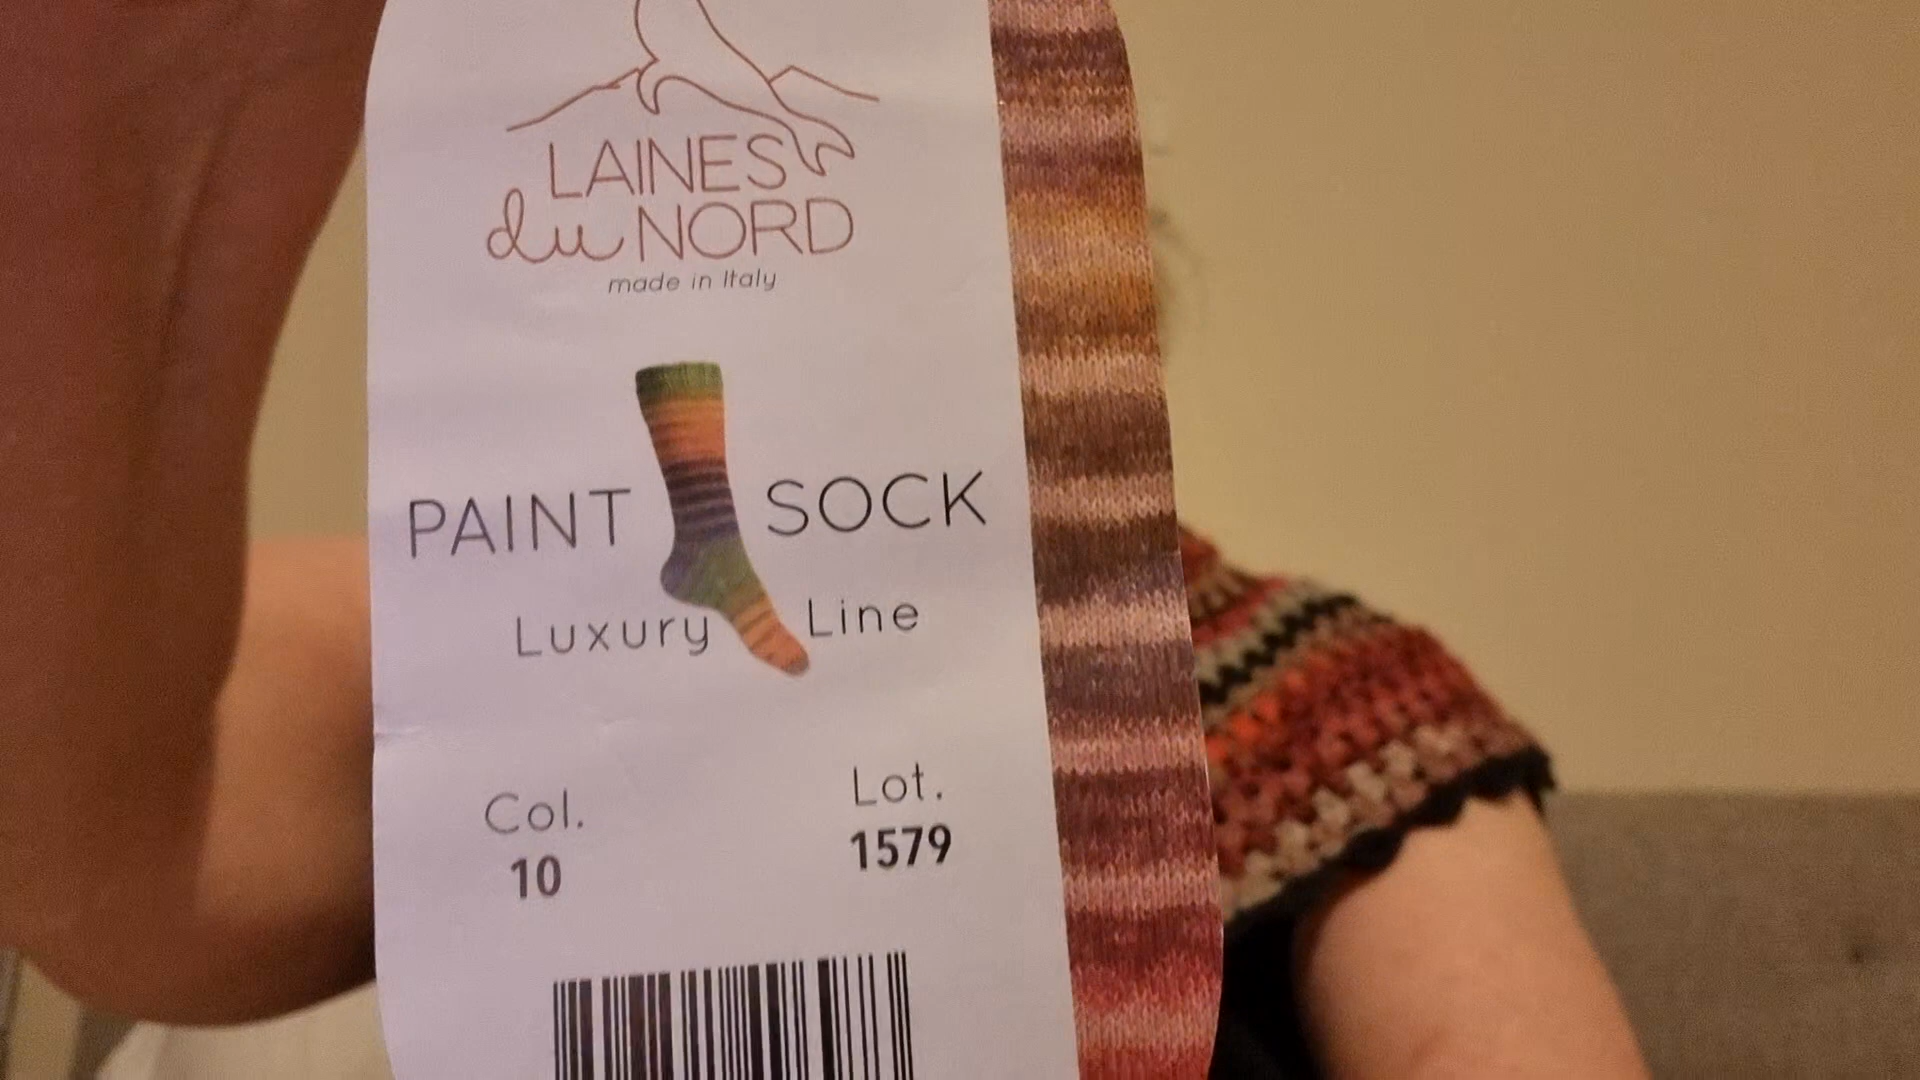 LAINES
du NORD
made in Italy
PAINT SOCK
Luxury Line
Col. Lot.
10 1579